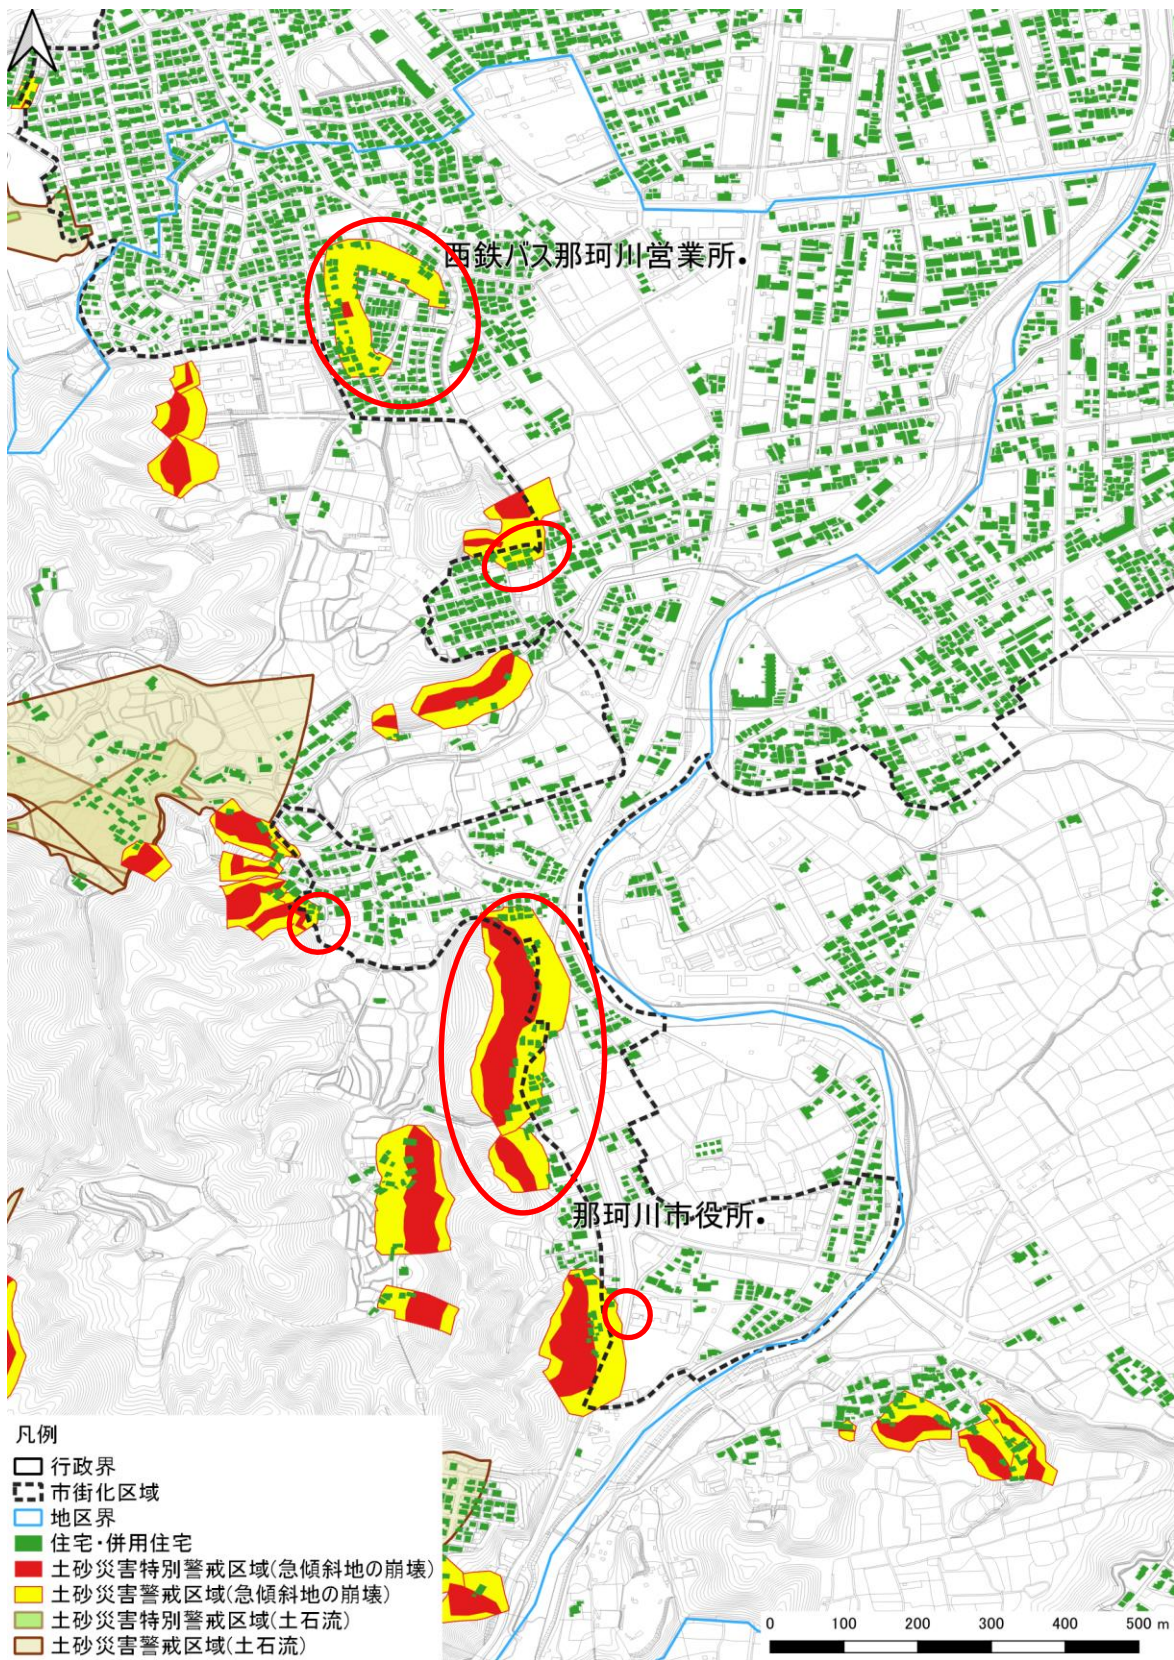 西鉄バス那珂川営業所
那珂川市役所
凡例
行政界
市街化区域
地区界
住宅・併用住宅
土砂災害特別警戒区域(急傾斜地の崩壊)
土砂災害警戒区域(急傾斜地の崩壊)
土砂災害特別警戒区域(土石流)
土砂災害警戒区域(土石流)
0 100 200 300 400 500 m